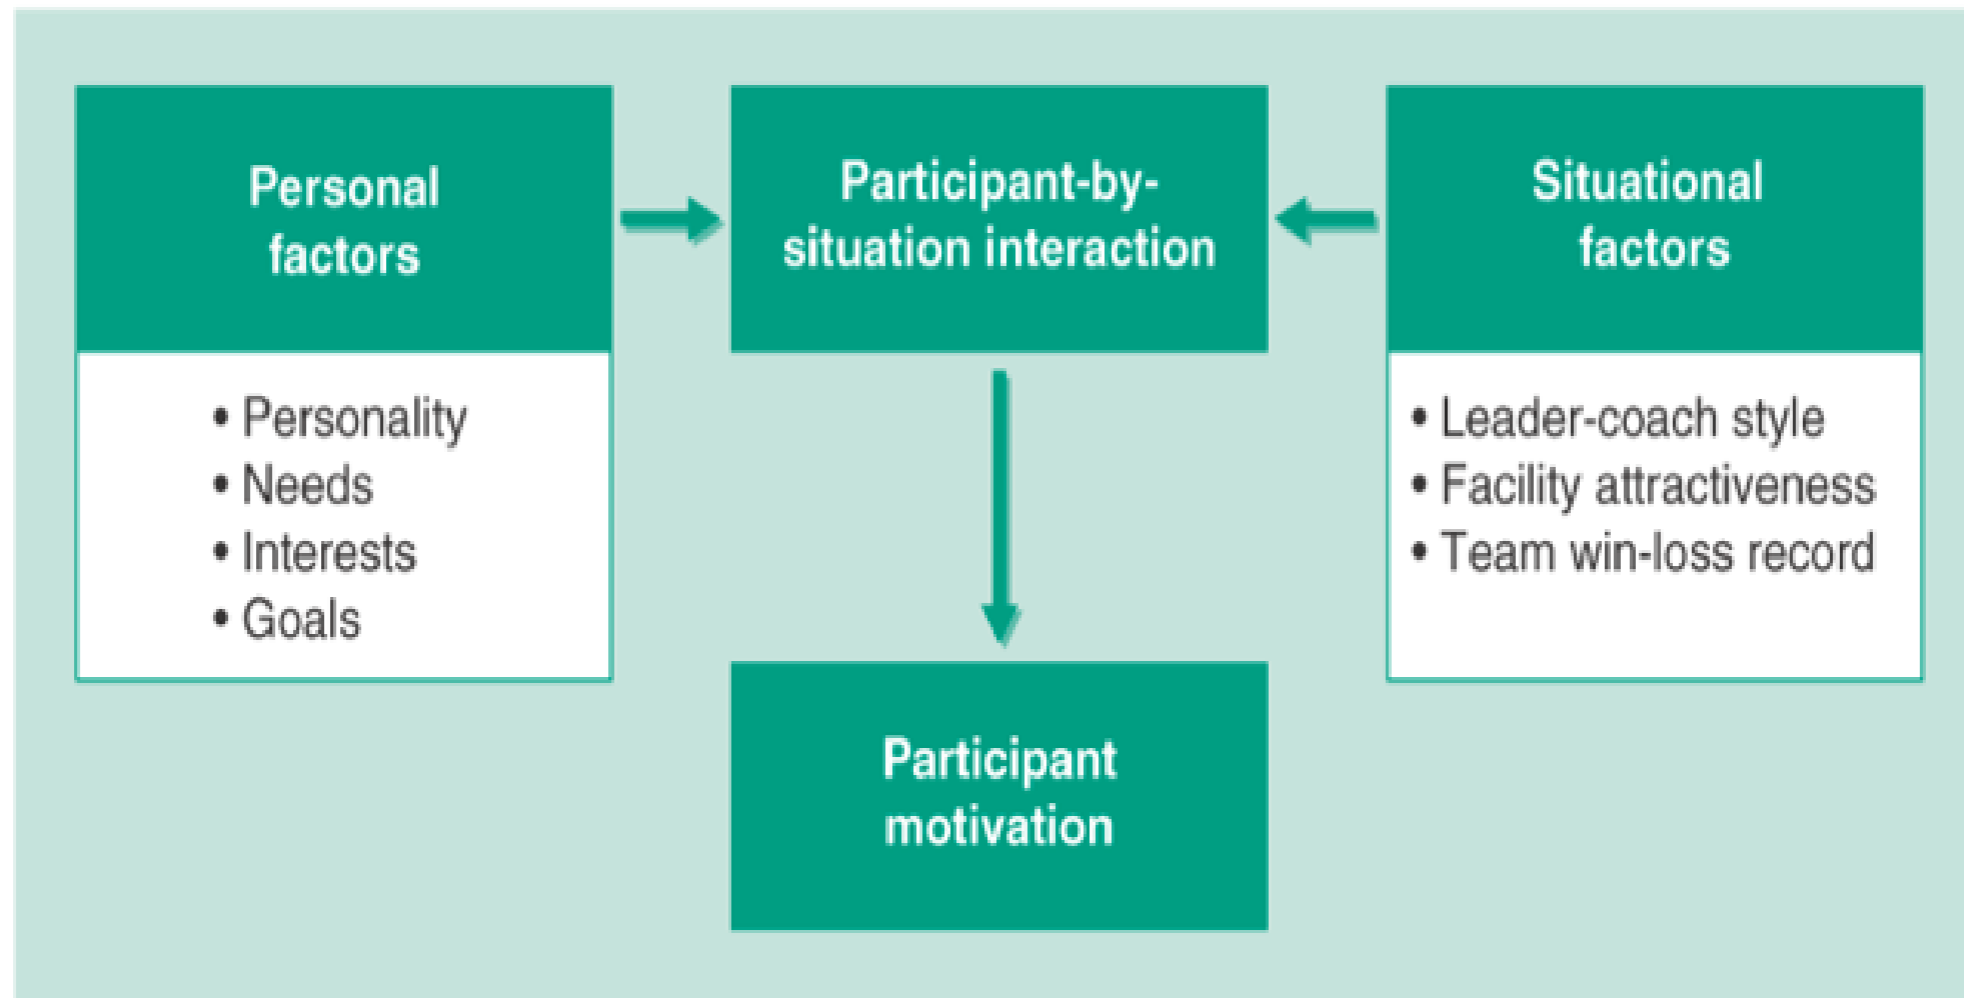 Personal
factors
• Personality
• Needs
• Interests
• Goals
Participant-by-
situation interaction
Situational
factors
• Leader-coach style
• Facility attractiveness
• Team win-loss record
Participant
motivation